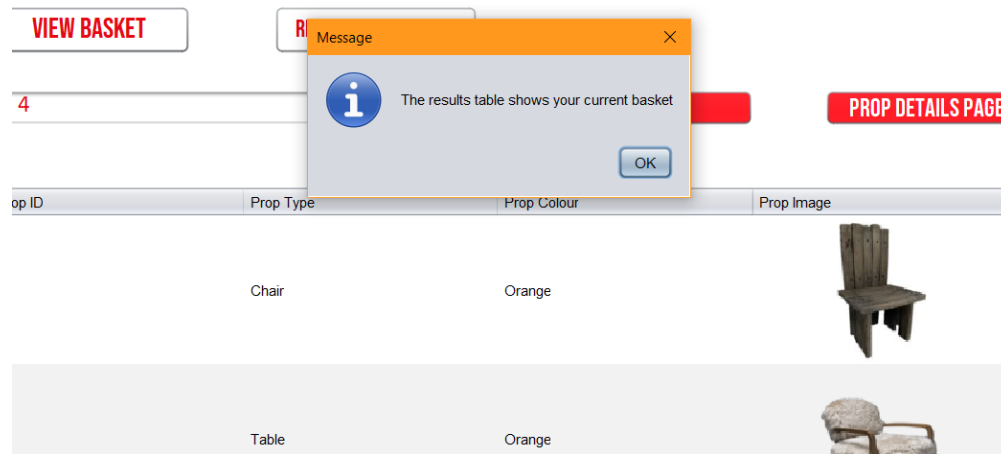 VIEW BASKET
Message
The results table shows your current basket
4
PROP DETAILS PAGE
OK
op ID Prop Type Prop Colour Prop Image
Chair Orange
Table Orange